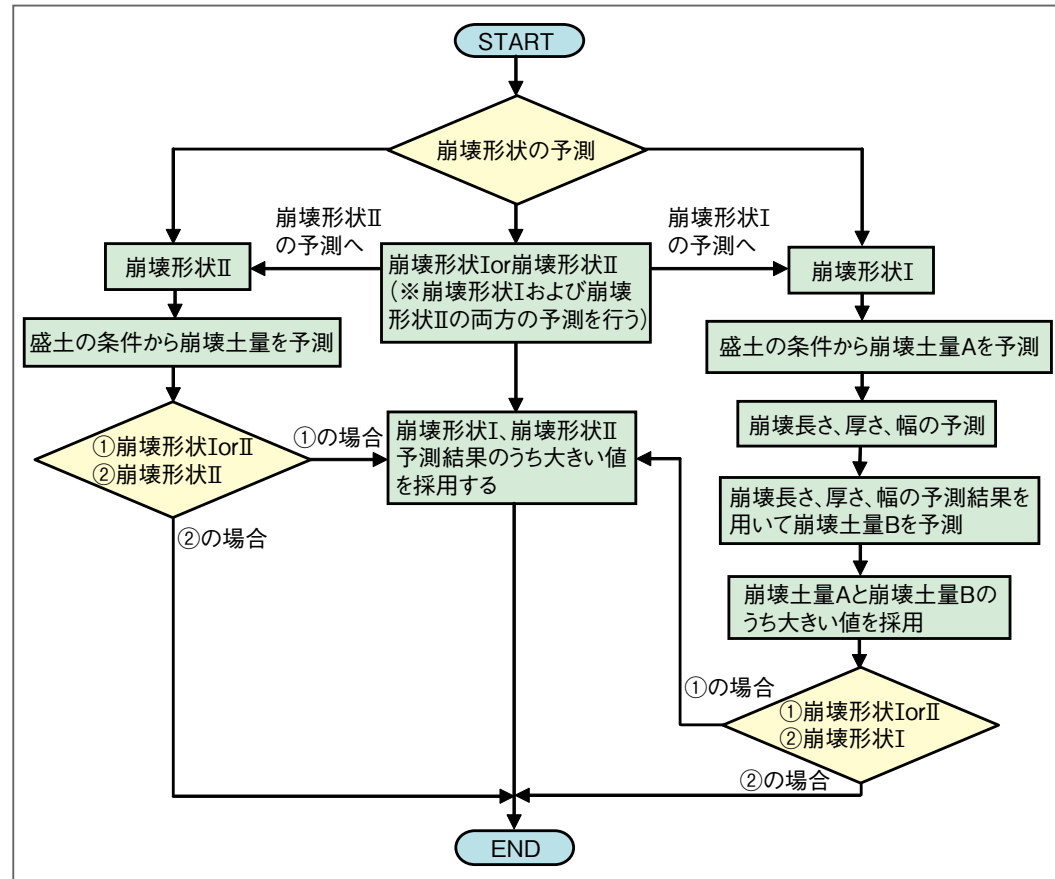 START
崩壊形状の予測
崩壊形状Ⅱ
の予測へ
崩壊形状Ⅰ
の予測へ
崩壊形状Ⅱ
崩壊形状Ⅰor崩壊形状Ⅱ
(※崩壊形状Ⅰおよび崩壊
形状Ⅱの両方の予測を行う)
崩壊形状Ⅰ
盛土の条件から崩壊土量を予測
盛土の条件から崩壊土量Aを予測
①崩壊形状ⅠorⅡ
②崩壊形状Ⅱ
①の場合
崩壊形状Ⅰ、崩壊形状Ⅱ
予測結果のうち大きい値
を採用する
崩壊長さ、厚さ、幅の予測
崩壊長さ、厚さ、幅の予測結果を
用いて崩壊土量Bを予測
②の場合
崩壊土量Aと崩壊土量Bの
うち大きい値を採用
①の場合
①崩壊形状ⅠorⅡ
②崩壊形状Ⅰ
②の場合
END